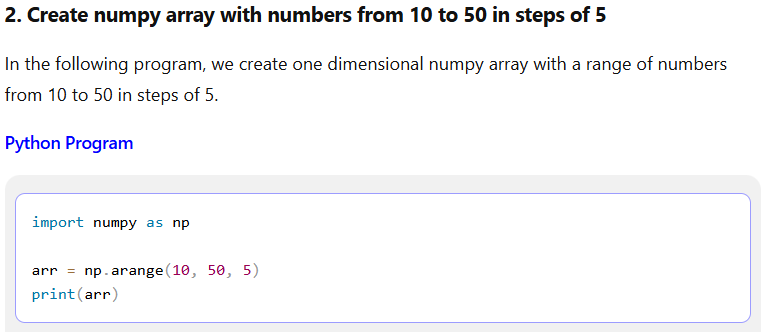 2. Create numpy array with numbers from 10 to 50 in steps of 5
In the following program, we create one dimensional numpy array with a range of numbers
from 10 to 50 in steps of 5.
Python Program
import numpy as np
arr = np.arange(10, 50, 5)
print(arr)